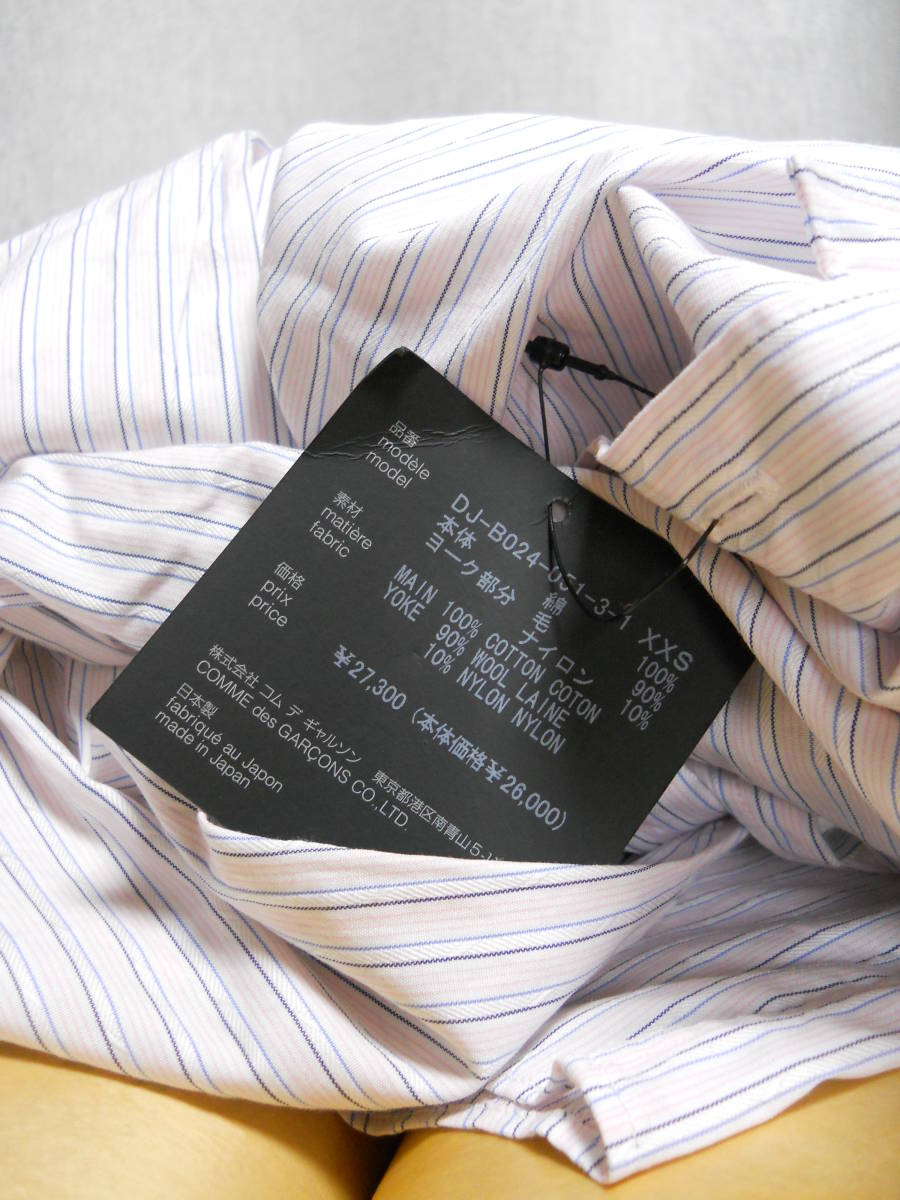 品番
modèle
model
DJ-B024-
XXS
素材
matière
fabric
本体 綿 100%
ヨーク部分 毛 90%
ナイロン 10%
MAIN 100% COTTON COTON
YOKE 90% WOOL LAINE
10% NYLON NYLON
価格
prix
price
¥27,300 (本体価格¥26,000)
株式会社 コム デ ギャルソン 東京都港区南青山5-1
COMME des GARÇONS CO.,LTD.
日本製
fabriqué au Japon
made in Japan